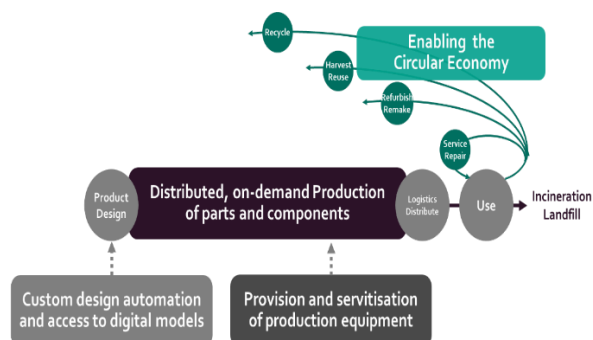 Recycle
Enabling the
Circular Economy
Harvest
Reuse
Refurbish
Remake
Service
Repair
Product
Design
Distributed, on-demand Production
of parts and components
Logistics
Distribute
Use
Incineration
Landfill
Custom design automation
and access to digital models
Provision and servitisation
of production equipment